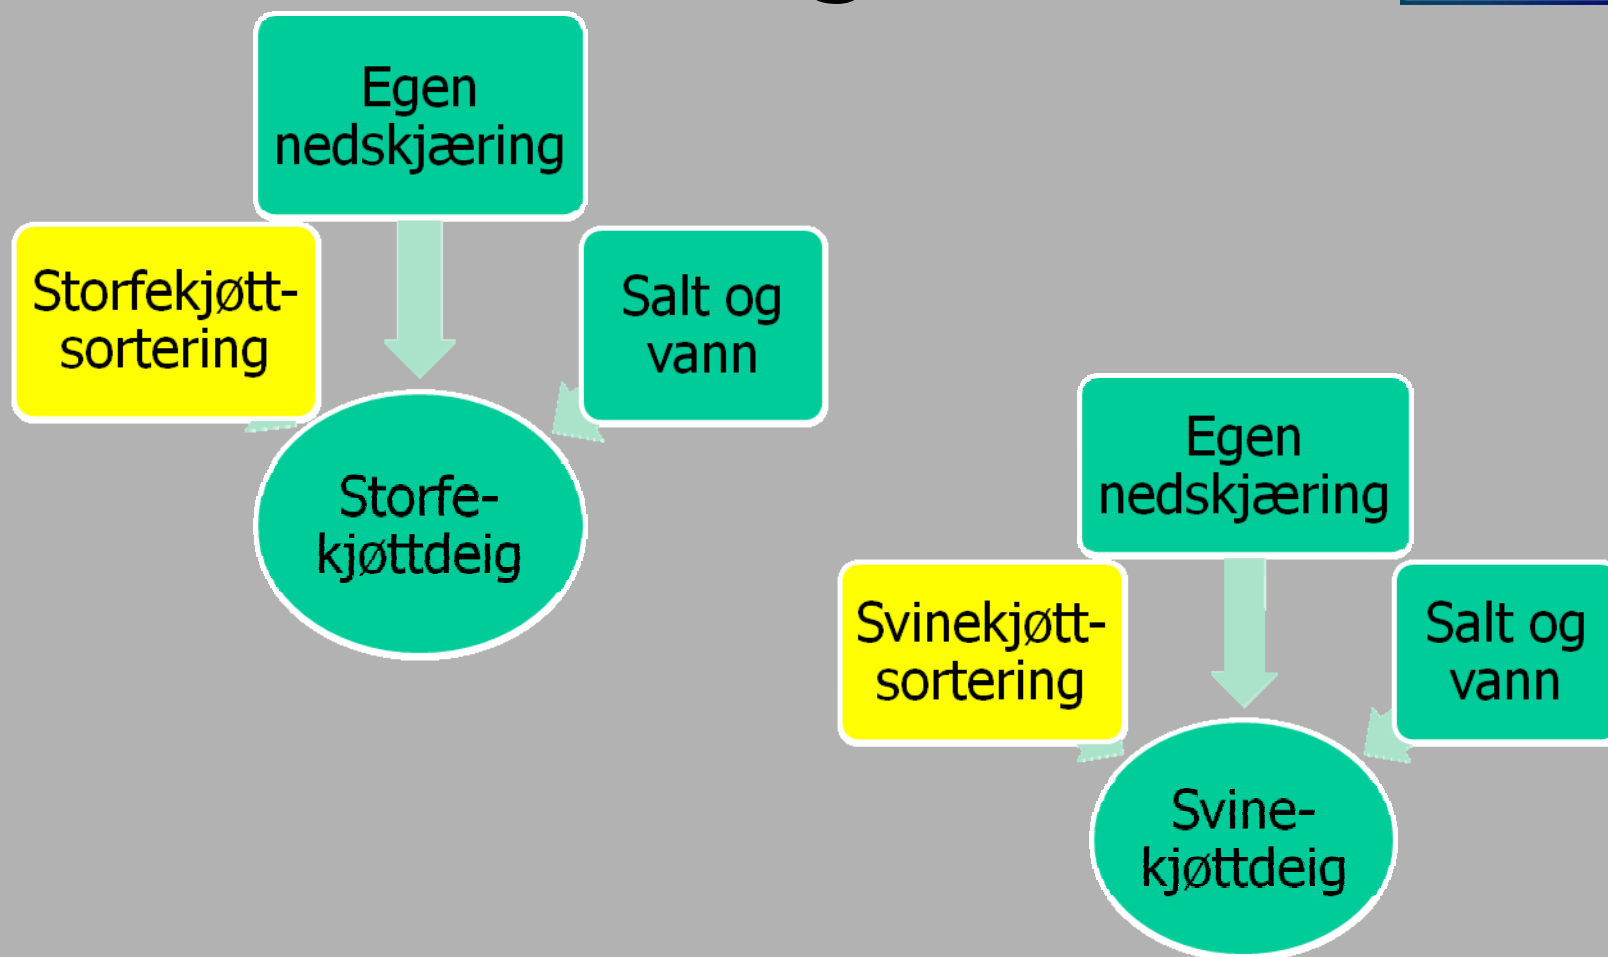 Egen
nedskjæring
Storfekjøtt-
sortering
Salt og
vann
Storfe-
kjøttdeig
Egen
nedskjæring
Svinekjøtt-
sortering
Salt og
vann
Svine-
kjøttdeig